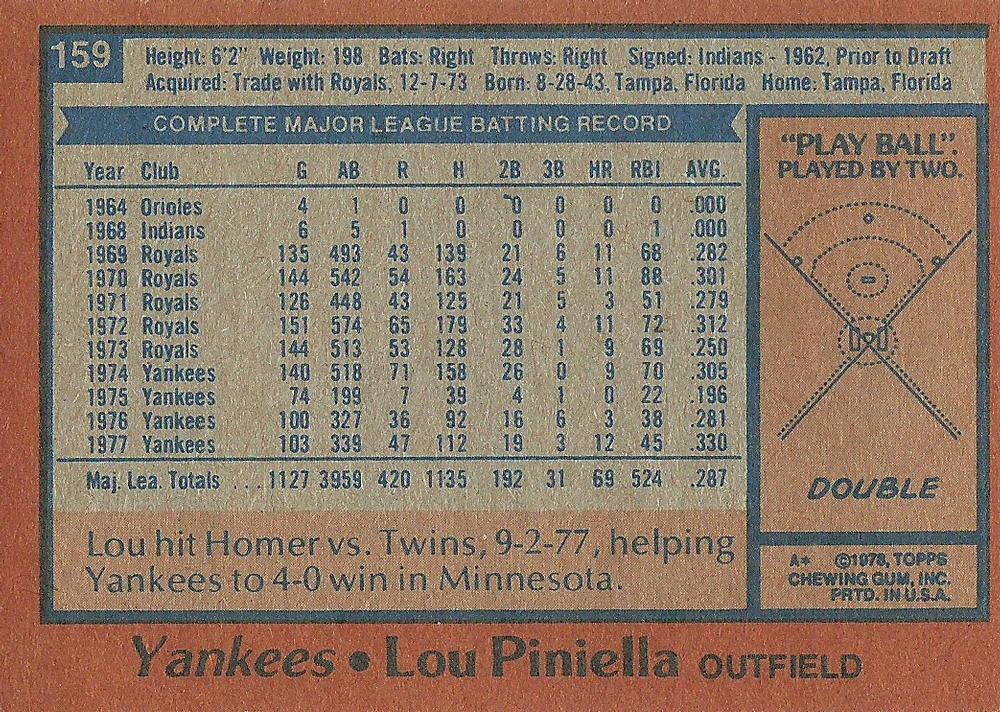 159
Height: 6'2" Weight: 198 Bats: Right Throws: Right Signed: Indians - 1962, Prior to Draft
Acquired: Trade with Royals, 12-7-73 Born: 8-28-43, Tampa, Florida Home: Tampa, Florida
COMPLETE MAJOR LEAGUE BATTING RECORD
Year Club G AB R H 2B 3B HR RBI AVG.
1964 Orioles 4 1 0 0 0 0 0 0 .000
1968 Indians 6 5 1 0 0 0 0 1 .000
1969 Royals 135 493 43 139 21 6 11 68 .282
1970 Royals 144 542 54 163 24 5 11 88 .301
1971 Royals 126 448 43 125 21 5 3 51 .279
1972 Royals 151 574 65 179 33 4 11 72 .312
1973 Royals 144 513 53 128 28 1 9 69 .250
1974 Yankees 140 518 71 158 26 0 9 70 .305
1975 Yankees 74 199 7 39 4 1 0 22 .196
1976 Yankees 100 327 36 92 16 6 3 38 .281
1977 Yankees 103 339 47 112 19 3 12 45 .330
Maj. Lea. Totals ... 1127 3959 420 1135 192 31 69 524 .287
Lou hit Homer vs. Twins, 9-2-77, helping
Yankees to 4-0 win in Minnesota.
"PLAY BALL".
PLAYED BY TWO.
DOUBLE
A* ©1978, TOPPS
CHEWING GUM, INC.
PRTD. IN U.S.A.
Yankees • Lou Piniella OUTFIELD